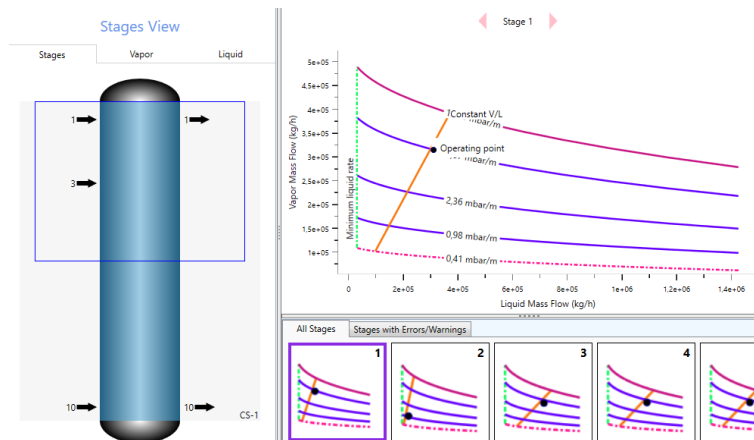 Stages View
Stages Vapor Liquid
1 1
3
10 10
CS-1
Stage 1
Vapor Mass Flow (kg/h)
5e+05
4.5e+05
4e+05
3.5e+05
3e+05
2.5e+05
2e+05
1.5e+05
1e+05
Minimum liquid rate
Constant V/L
mbar/m
Operating point
mbar/m
2,36 mbar/m
0,98 mbar/m
0,41 mbar/m
0 2e+05 4e+05 6e+05 8e+05 1e+06 1.2e+06 1.4e+06
Liquid Mass Flow (kg/h)
All Stages Stages with Errors/Warnings
1 2 3 4